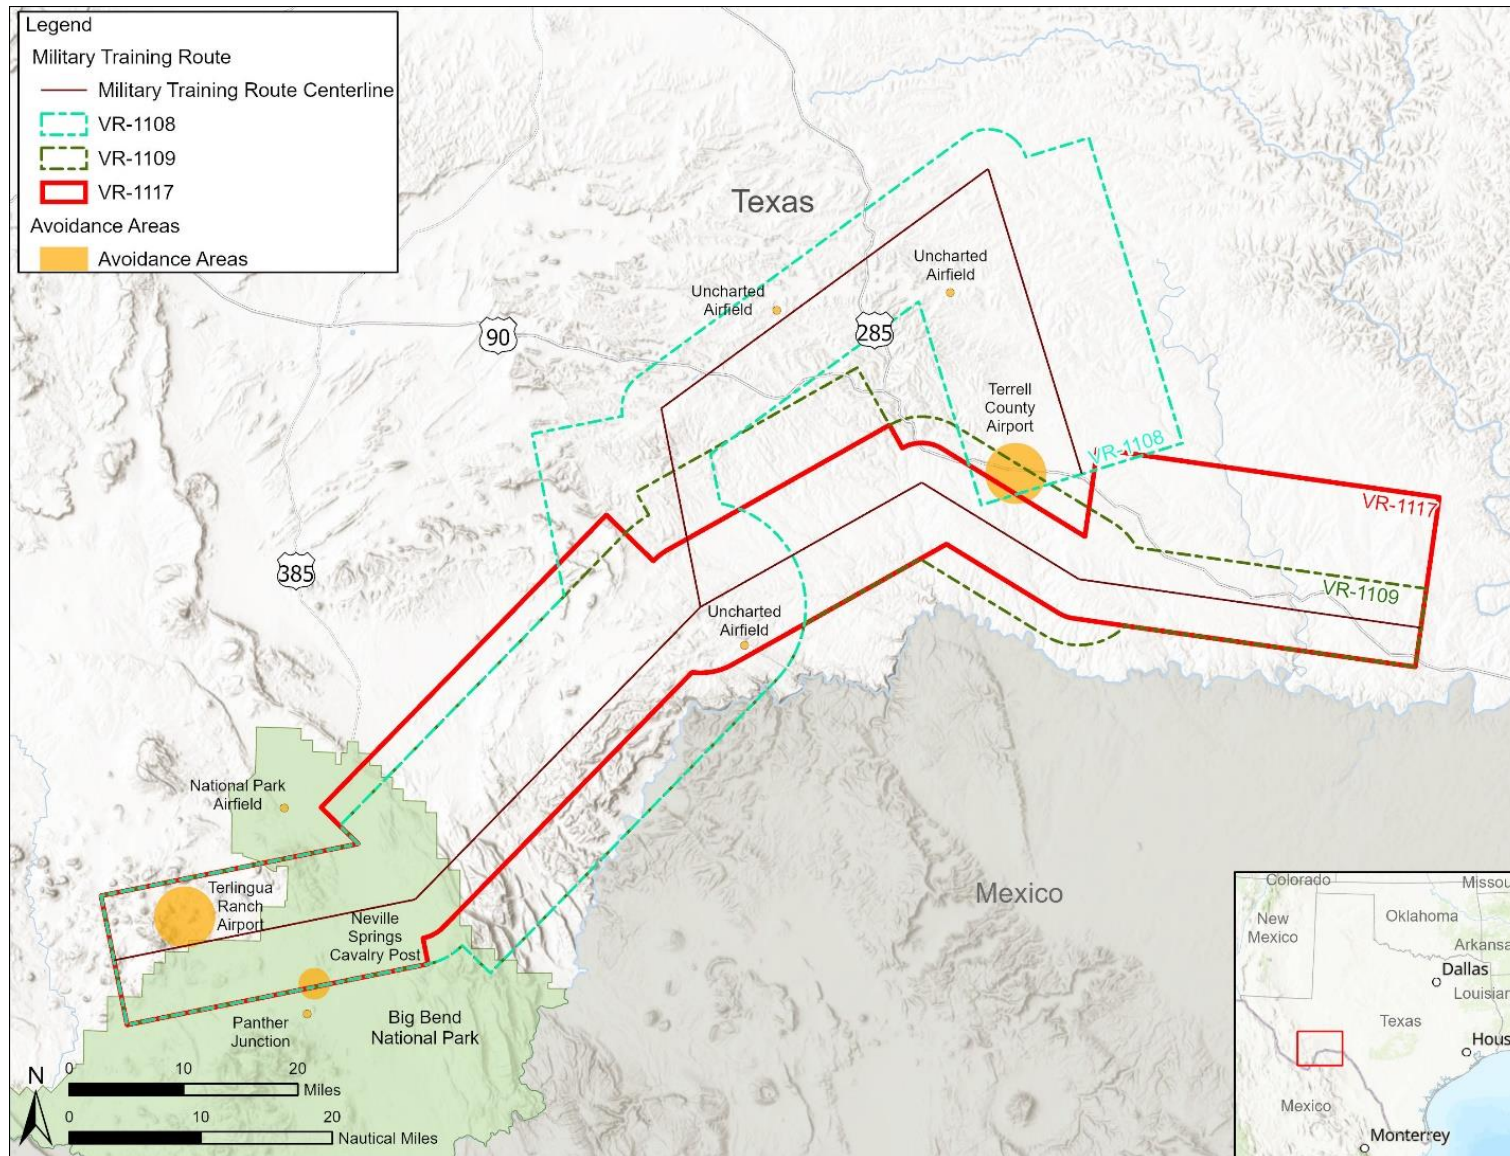 Legend
Military Training Route
Military Training Route Centerline
VR-1108
VR-1109
VR-1117
Avoidance Areas
Avoidance Areas
Texas
Uncharted
Airfield
Uncharted
Airfield
90
285
Terrell
County
Airport
VR-1108
VR-1117
385
VR-1109
Uncharted
Airfield
National Park
Airfield
Terlingua
Ranch
Airport
Neville
Springs
Cavalry Post
Mexico
Panther
Junction
Big Bend
National Park
N
0
10
20
Miles
0
10
20
Nautical Miles
Colorado
Missou
New
Mexico
Oklahoma
Arkansa
Dallas
Louisian
Texas
Hous
Mexico
Monterrey